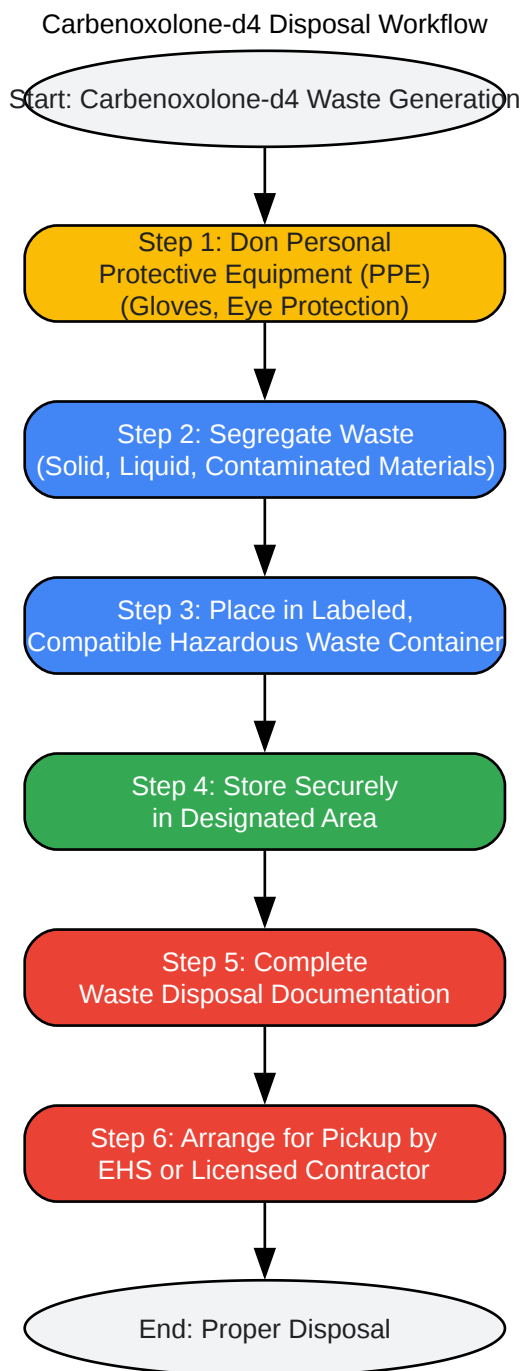 Carbenoxolone-d4 Disposal Workflow
Start: Carbenoxolone-d4 Waste Generation
Step 1: Don Personal
Protective Equipment (PPE)
(Gloves, Eye Protection)
Step 2: Segregate Waste
(Solid, Liquid, Contaminated Materials)
Step 3: Place in Labeled,
Compatible Hazardous Waste Container
Step 4: Store Securely
in Designated Area
Step 5: Complete
Waste Disposal Documentation
Step 6: Arrange for Pickup by
EHS or Licensed Contractor
End: Proper Disposal